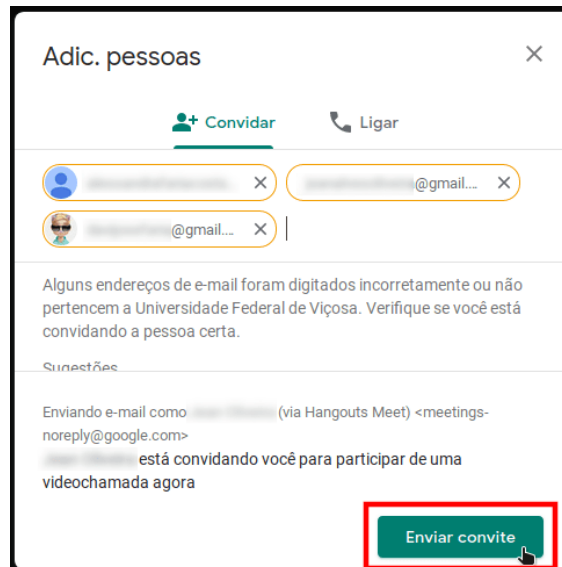 Adic. pessoas
Convidar Ligar
@gmail....
@gmail....
Alguns endereços de e-mail foram digitados incorretamente ou não
pertencem a Universidade Federal de Viçosa. Verifique se você está
convidando a pessoa certa.
Sugestões
Enviando e-mail como (via Hangouts Meet) <meetings-
noreply@google.com>
está convidando você para participar de uma
videochamada agora
Enviar convite